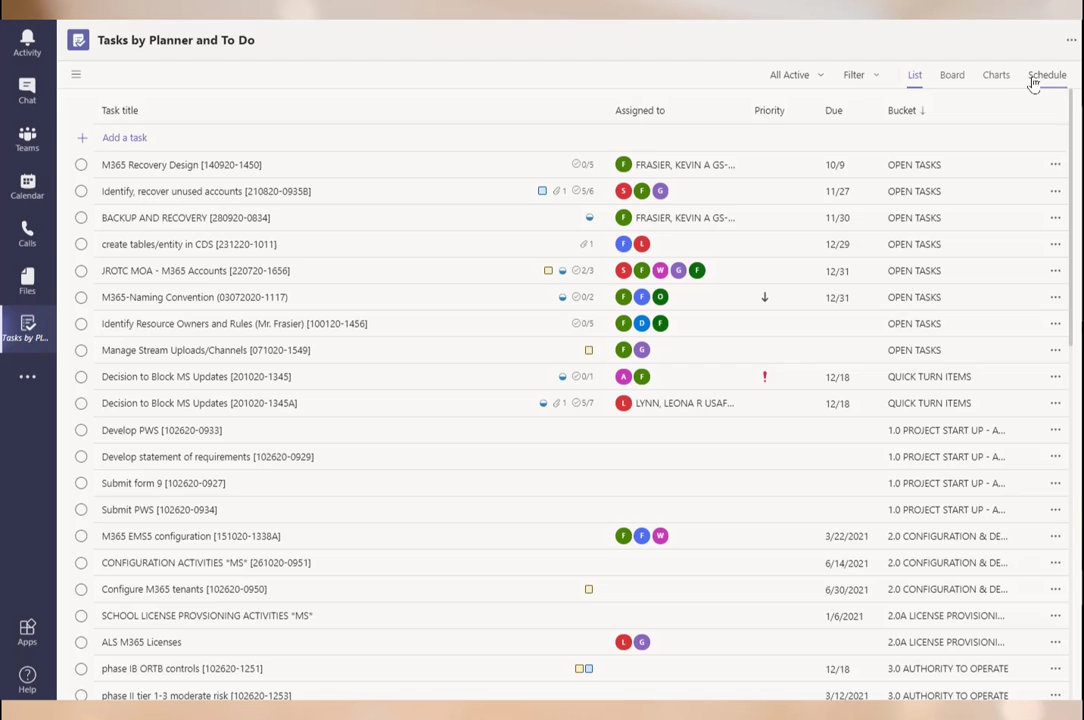 Tasks by Planner and To Do
Activity
Chat
Teams
Calendar
Calls
Files
Tasks by Pl...
Apps
Help
All Active Filter List Board Charts Schedule
Task title Assigned to Priority Due Bucket ↓
+ Add a task
M365 Recovery Design [140920-1450] 0/5 F FRASIER, KEVIN A GS-... 10/9 OPEN TASKS
Identify, recover unused accounts [210820-0935B] 1 5/6 S F G 11/27 OPEN TASKS
BACKUP AND RECOVERY [280920-0834] F FRASIER, KEVIN A GS-... 11/30 OPEN TASKS
create tables/entity in CDS [231220-1011] 1 F L 12/29 OPEN TASKS
JROTC MOA - M365 Accounts [220720-1656] 2/3 S F W G F 12/31 OPEN TASKS
M365-Naming Convention (03072020-1117) 0/2 F F O 12/31 OPEN TASKS
Identify Resource Owners and Rules (Mr. Frasier) [100120-1456] 0/5 F D F OPEN TASKS
Manage Stream Uploads/Channels [071020-1549] F G OPEN TASKS
Decision to Block MS Updates [201020-1345] 0/1 A F ! 12/18 QUICK TURN ITEMS
Decision to Block MS Updates [201020-1345A] 1 5/7 L LYNN, LEONA R USAF... 12/18 QUICK TURN ITEMS
Develop PWS [102620-0933] 1.0 PROJECT START UP - A...
Develop statement of requirements [102620-0929] 1.0 PROJECT START UP - A...
Submit form 9 [102620-0927] 1.0 PROJECT START UP - A...
Submit PWS [102620-0934] 1.0 PROJECT START UP - A...
M365 EMS5 configuration [151020-1338A] F F W 3/22/2021 2.0 CONFIGURATION & DE...
CONFIGURATION ACTIVITIES *MS* [261020-0951] 6/14/2021 2.0 CONFIGURATION & DE...
Configure M365 tenants [102620-0950] 6/30/2021 2.0 CONFIGURATION & DE...
SCHOOL LICENSE PROVSIONING ACTIVITIES *MS* 1/6/2021 2.0A LICENSE PROVISIONI...
ALS M365 Licenses L G 2.0A LICENSE PROVISIONI...
phase IB ORTB controls [102620-1251] 12/18 3.0 AUTHORITY TO OPERATE
phase II tier 1-3 moderate risk [102620-1253] 3/12/2021 3.0 AUTHORITY TO OPERATE